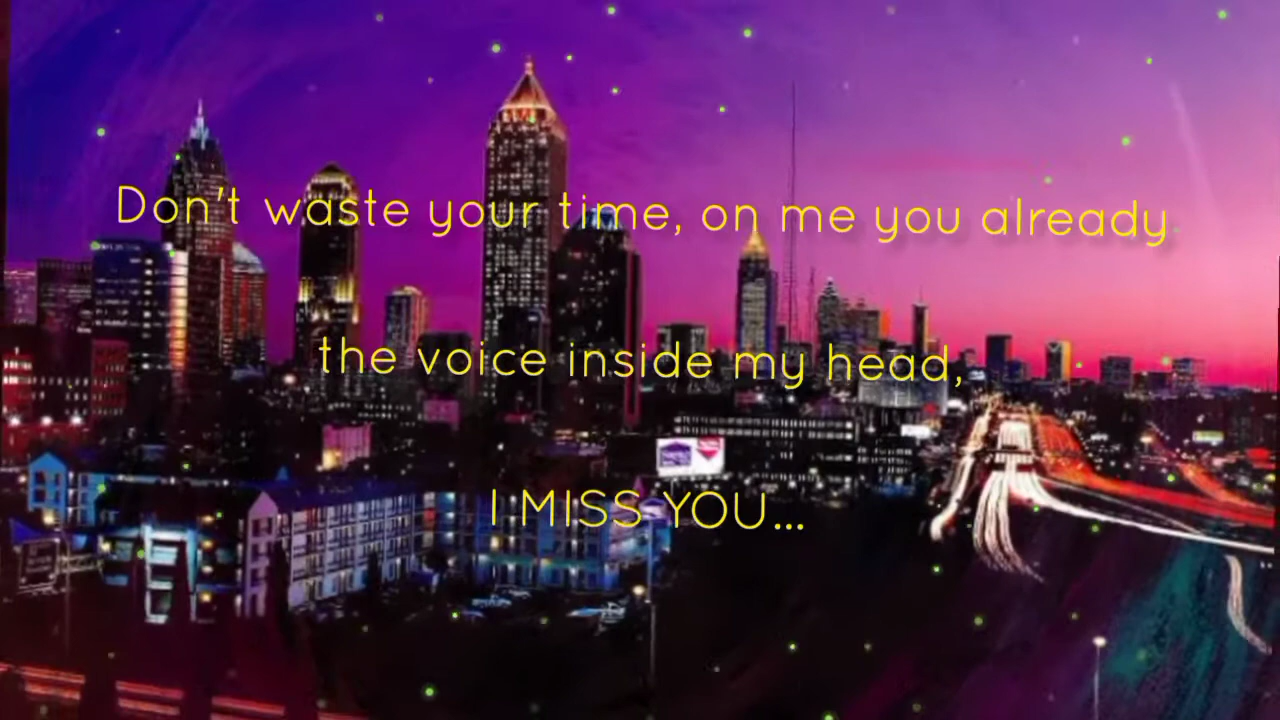 Don't waste your time, on me you already
the voice inside my head,
I MISS YOU...